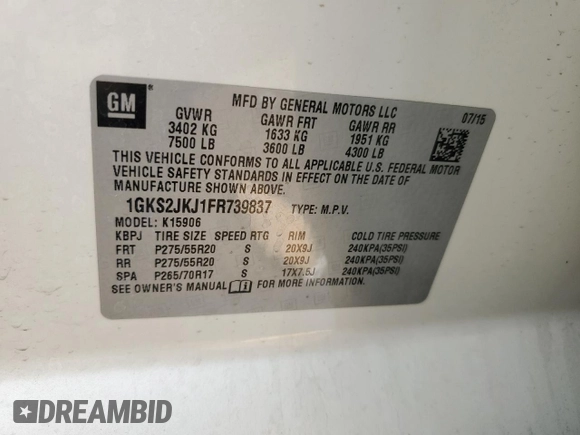 GM ®
MFD BY GENERAL MOTORS LLC
07/15
GVWR GAWR FRT GAWR RR
3402 KG 1633 KG 1951 KG
7500 LB 3600 LB 4300 LB
THIS VEHICLE CONFORMS TO ALL APPLICABLE U.S. FEDERAL MOTOR
VEHICLE SAFETY STANDARDS IN EFFECT ON THE DATE OF
MANUFACTURE SHOWN ABOVE.
1GKS2JKJ1FR739837 TYPE: M.P.V.
MODEL: K15906
KBPJ TIRE SIZE SPEED RTG RIM COLD TIRE PRESSURE
FRT P275/55R20 S 20X9J 240KPA(35PSI)
RR P275/55R20 S 20X9J 240KPA(35PSI)
SPA P265/70R17 S 17X7.5J 240KPA(35PSI)
SEE OWNER'S MANUAL FOR MORE INFORMATION.
DREAMBID